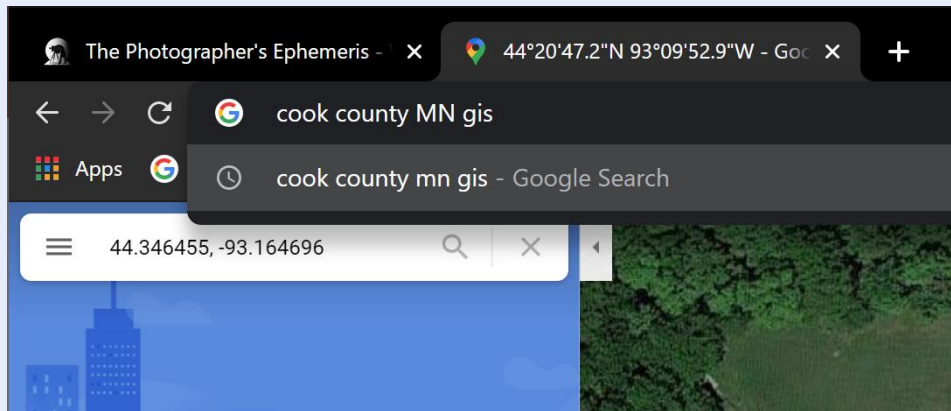 The Photographer's Ephemeris -
44°20'47.2"N 93°09'52.9"W - Goo
cook county MN gis
Apps
cook county mn gis - Google Search
44.346455, -93.164696